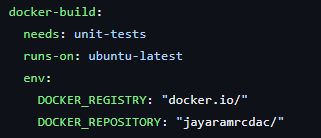 docker-build:
needs: unit-tests
runs-on: ubuntu-latest
env:
DOCKER_REGISTRY: "docker.io/"
DOCKER_REPOSITORY: "jayaramrcdac/"